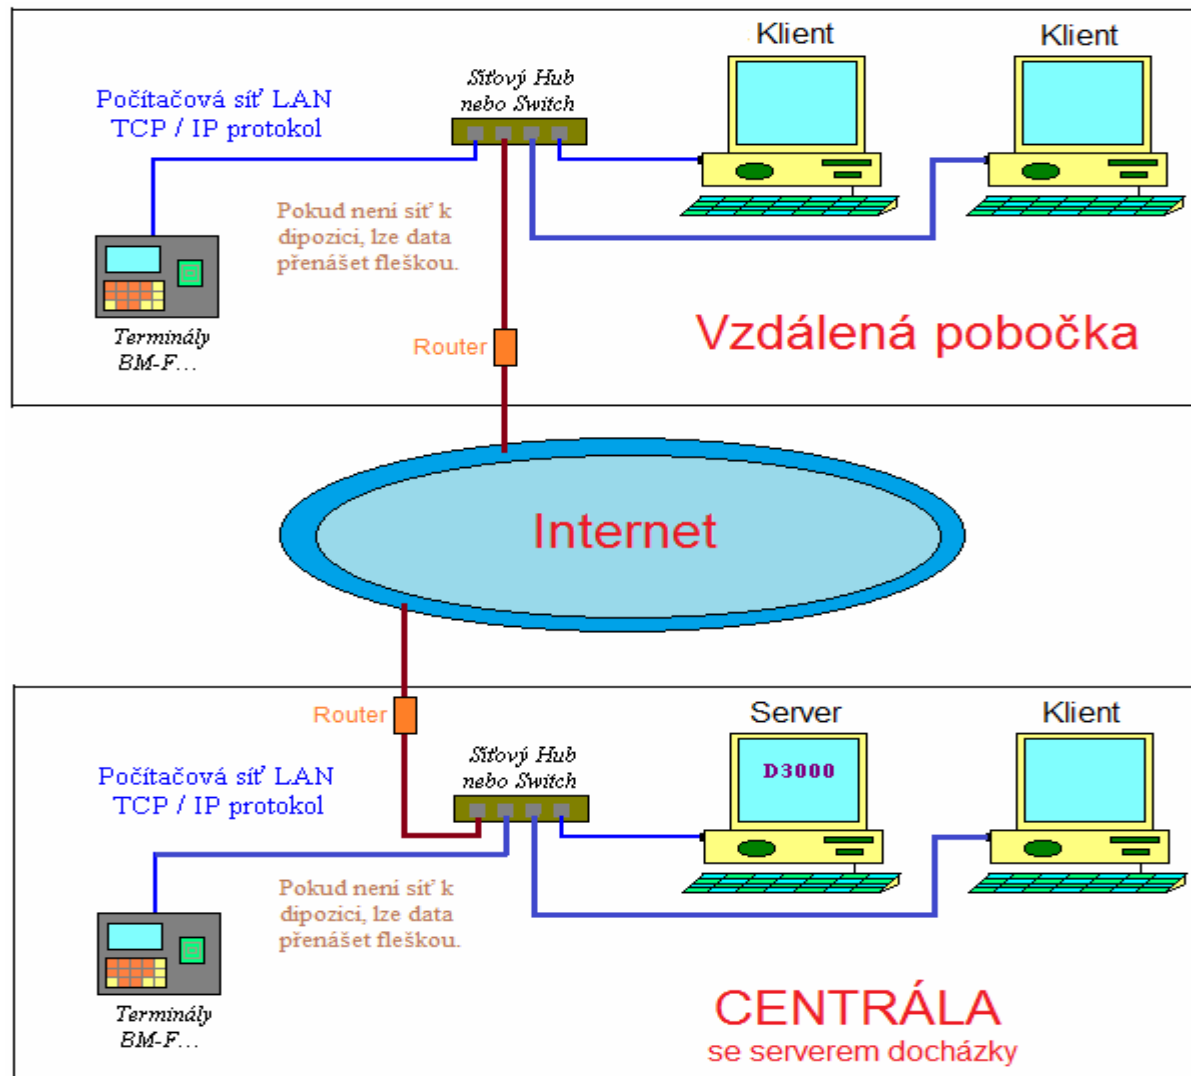 Klient
Klient
Síťový Hub
nebo Switch
Počítačová síť LAN
TCP / IP protokol
Pokud není síť k
dipozici, lze data
přenášet fleškou.
Terminály
BM-F...
Router
Vzdálená pobočka
Internet
Router
Server
Klient
Síťový Hub
nebo Switch
D3000
Počítačová síť LAN
TCP / IP protokol
Pokud není síť k
dipozici, lze data
přenášet fleškou.
Terminály
BM-F...
CENTRÁLA
se serverem docházky